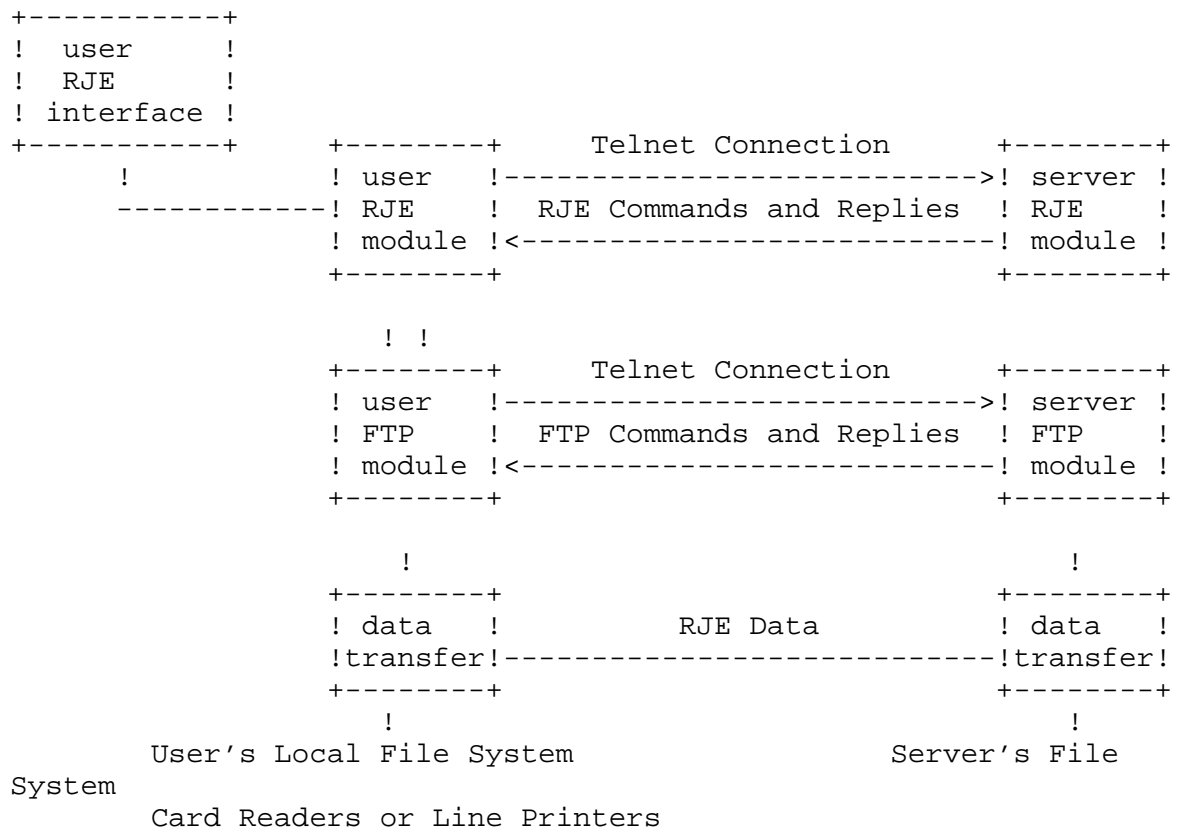 +-----------+
!  user     !
!  RJE      !
! interface !
+-----------+      +--------+     Telnet Connection      +--------+
      !            ! user   !--------------------------->! server !
      ------------! RJE    !  RJE Commands and Replies  ! RJE    !
                   ! module !<---------------------------! module !
                   +--------+                            +--------+
                      ! !
                   +--------+     Telnet Connection      +--------+
                   ! user   !--------------------------->! server !
                   ! FTP    !  FTP Commands and Replies  ! FTP    !
                   ! module !<---------------------------! module !
                   +--------+                            +--------+
                       !                                     !
                   +--------+                            +--------+
                   ! data   !          RJE Data          ! data   !
                   !transfer!----------------------------!transfer!
                   +--------+                            +--------+
                      !                                      !
        User's Local File System                  Server's File
System
        Card Readers or Line Printers